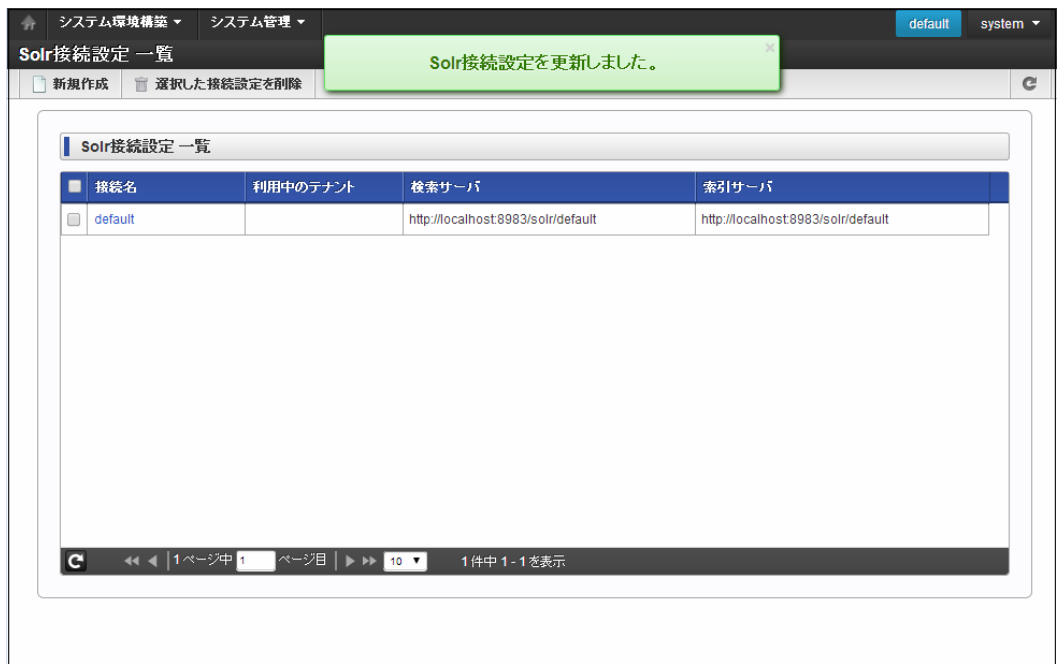 システム環境構築 システム管理 default system
Solr接続設定 一覧
Solr接続設定を更新しました。 ×
新規作成 選択した接続設定を削除
Solr接続設定 一覧
接続名 利用中のテナント 検索サーバ 索引サーバ
default http://localhost:8983/solr/default http://localhost:8983/solr/default
1 ページ中 1 ページ目 10 1 件中 1 - 1 を表示